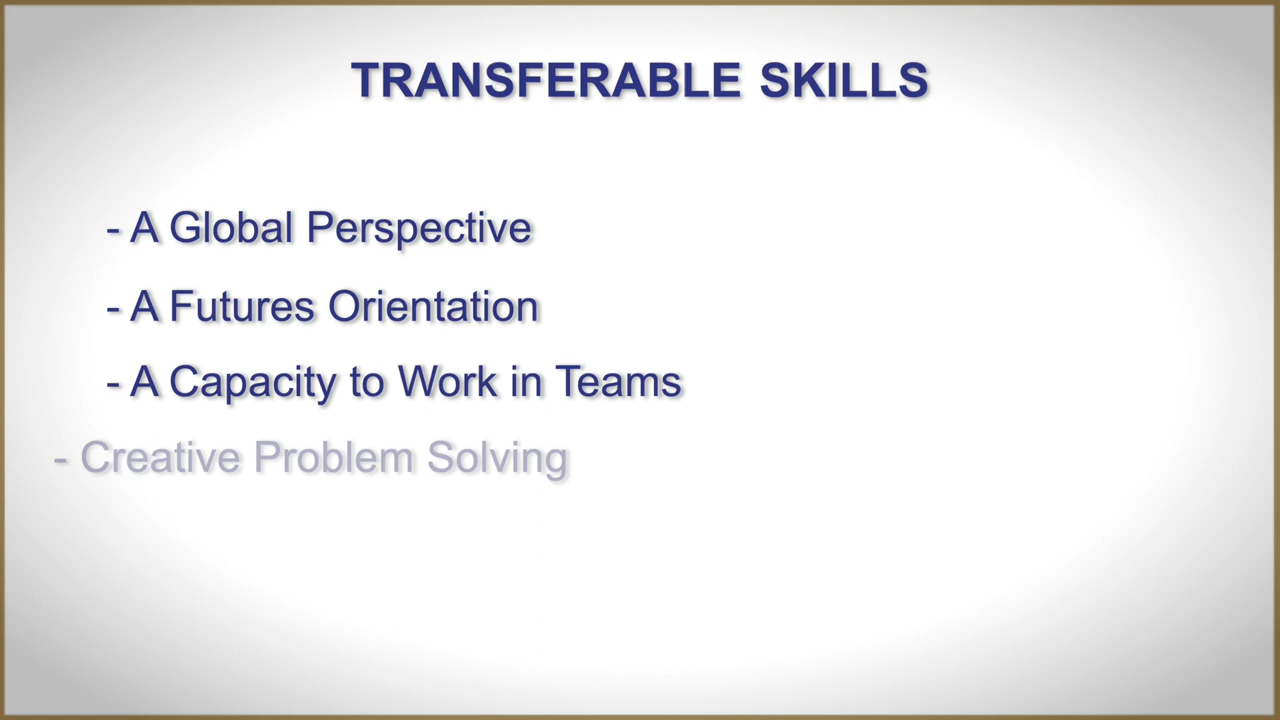 TRANSFERABLE SKILLS
- A Global Perspective
- A Futures Orientation
- A Capacity to Work in Teams
- Creative Problem Solving